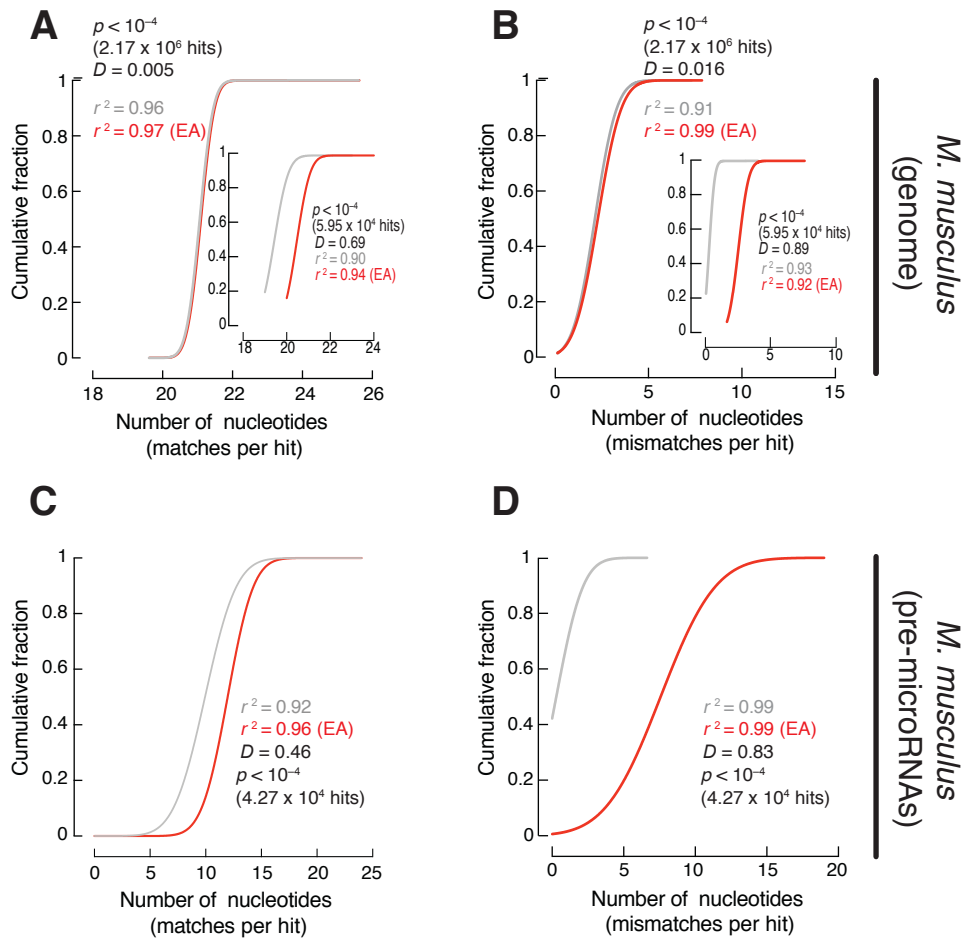 A
p < 10⁻⁴
(2.17 x 10⁶ hits)
D = 0.005
r² = 0.96
r² = 0.97 (EA)
1
0.8
0.6
0.4
0.2
0
Cumulative fraction
18 20 22 24 26
Number of nucleotides
(matches per hit)
1
0.8
0.6
0.4
0.2
0
p < 10⁻⁴
(5.95 x 10⁴ hits)
D = 0.69
r² = 0.90
r² = 0.94 (EA)
18 20 22 24
B
p < 10⁻⁴
(2.17 x 10⁶ hits)
D = 0.016
r² = 0.91
r² = 0.99 (EA)
1
0.8
0.6
0.4
0.2
0
Cumulative fraction
0 5 10 15
Number of nucleotides
(mismatches per hit)
1
0.8
0.6
0.4
0.2
0
p < 10⁻⁴
(5.95 x 10⁴ hits)
D = 0.89
r² = 0.93
r² = 0.92 (EA)
0 5 10
M. musculus
(genome)
C
1
0.8
0.6
0.4
0.2
0
Cumulative fraction
r² = 0.92
r² = 0.96 (EA)
D = 0.46
p < 10⁻⁴
(4.27 x 10⁴ hits)
0 5 10 15 20 25
Number of nucleotides
(matches per hit)
D
1
0.8
0.6
0.4
0.2
0
Cumulative fraction
r² = 0.99
r² = 0.99 (EA)
D = 0.83
p < 10⁻⁴
(4.27 x 10⁴ hits)
0 5 10 15 20
Number of nucleotides
(mismatches per hit)
M. musculus
(pre-microRNAs)